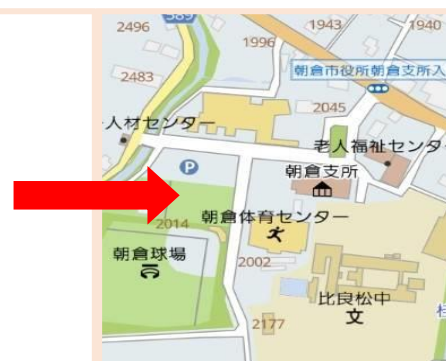 589
2496
1943
1940
1996
2483
朝倉市役所朝倉支所入
2045
人材センター
老人福祉センタ
P
朝倉支所
2014
朝倉体育センター
朝倉球場
2002
比良松中
文
2177